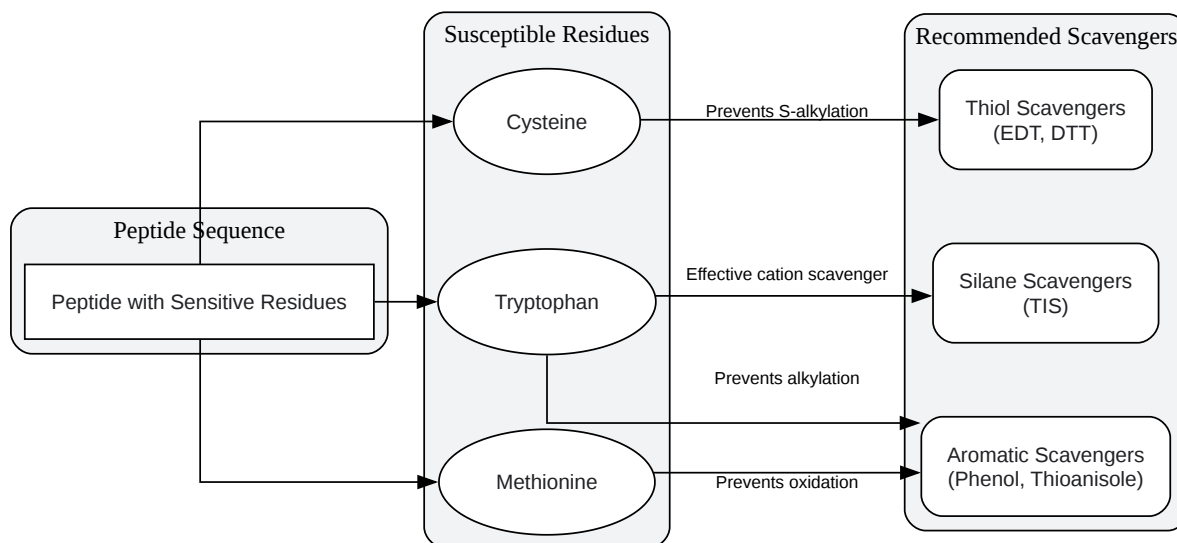 Susceptible Residues
Recommended Scavengers
Cysteine
Prevents S-alkylation
Thiol Scavengers
(EDT, DTT)
Peptide Sequence
Peptide with Sensitive Residues
Tryptophan
Effective cation scavenger
Silane Scavengers
(TIS)
Prevents alkylation
Methionine
Prevents oxidation
Aromatic Scavengers
(Phenol, Thioanisole)